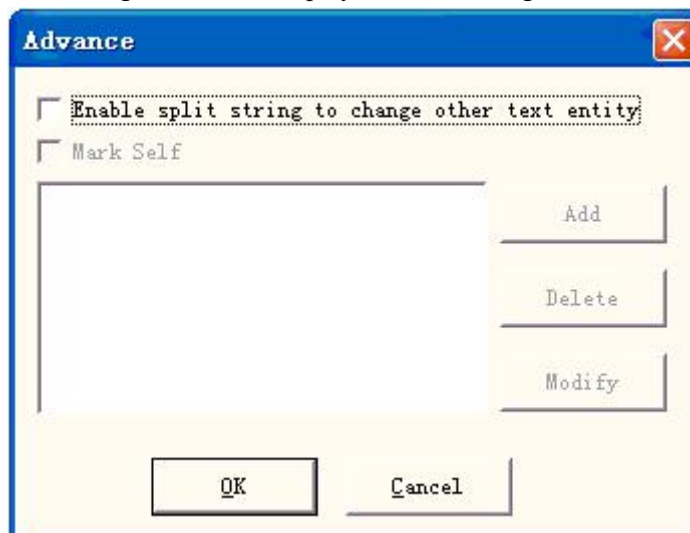 Advance
Enable split string to change other text entity
Mark Self
Add
Delete
Modify
OK
Cancel